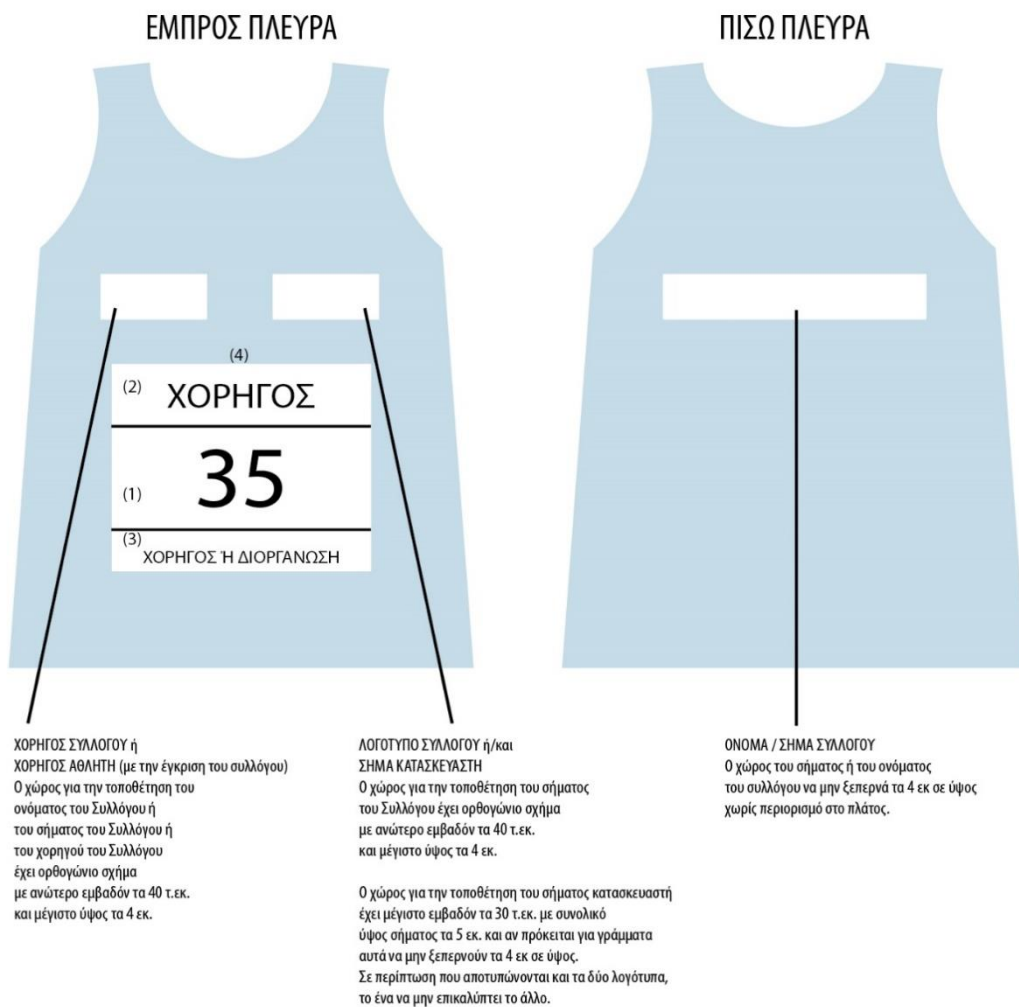 ΕΜΠΡΟΣ ΠΛΕΥΡΑ
ΠΙΣΩ ΠΛΕΥΡΑ
(4)
(2) ΧΟΡΗΓΟΣ
(1) 35
(3)
ΧΟΡΗΓΟΣ Ή ΔΙΟΡΓΑΝΩΣΗ
ΧΟΡΗΓΟΣ ΣΥΛΛΟΓΟΥ ή
ΧΟΡΗΓΟΣ ΑΘΛΗΤΗ (με την έγκριση του συλλόγου)
Ο χώρος για την τοποθέτηση του
ονόματος του Συλλόγου ή
του σήματος του Συλλόγου ή
του χορηγού του Συλλόγου
έχει ορθογώνιο σχήμα
με ανώτερο εμβαδόν τα 40 τ.εκ.
και μέγιστο ύψος τα 4 εκ.
ΛΟΓΟΤΥΠΟ ΣΥΛΛΟΓΟΥ ή/και
ΣΗΜΑ ΚΑΤΑΣΚΕΥΑΣΤΗ
Ο χώρος για την τοποθέτηση του σήματος
του Συλλόγου έχει ορθογώνιο σχήμα
με ανώτερο εμβαδόν τα 40 τ.εκ.
και μέγιστο ύψος τα 4 εκ.
Ο χώρος για την τοποθέτηση του σήματος κατασκευαστή
έχει μέγιστο εμβαδόν τα 30 τ.εκ. με συνολικό
ύψος σήματος τα 5 εκ. και αν πρόκειται για γράμματα
αυτά να μην ξεπερνούν τα 4 εκ σε ύψος.
Σε περίπτωση που αποτυπώνονται και τα δύο λογότυπα,
το ένα να μην επικαλύπτει το άλλο.
ΟΝΟΜΑ / ΣΗΜΑ ΣΥΛΛΟΓΟΥ
Ο χώρος του σήματος ή του ονόματος
του συλλόγου να μην ξεπερνά τα 4 εκ σε ύψος
χωρίς περιορισμό στο πλάτος.